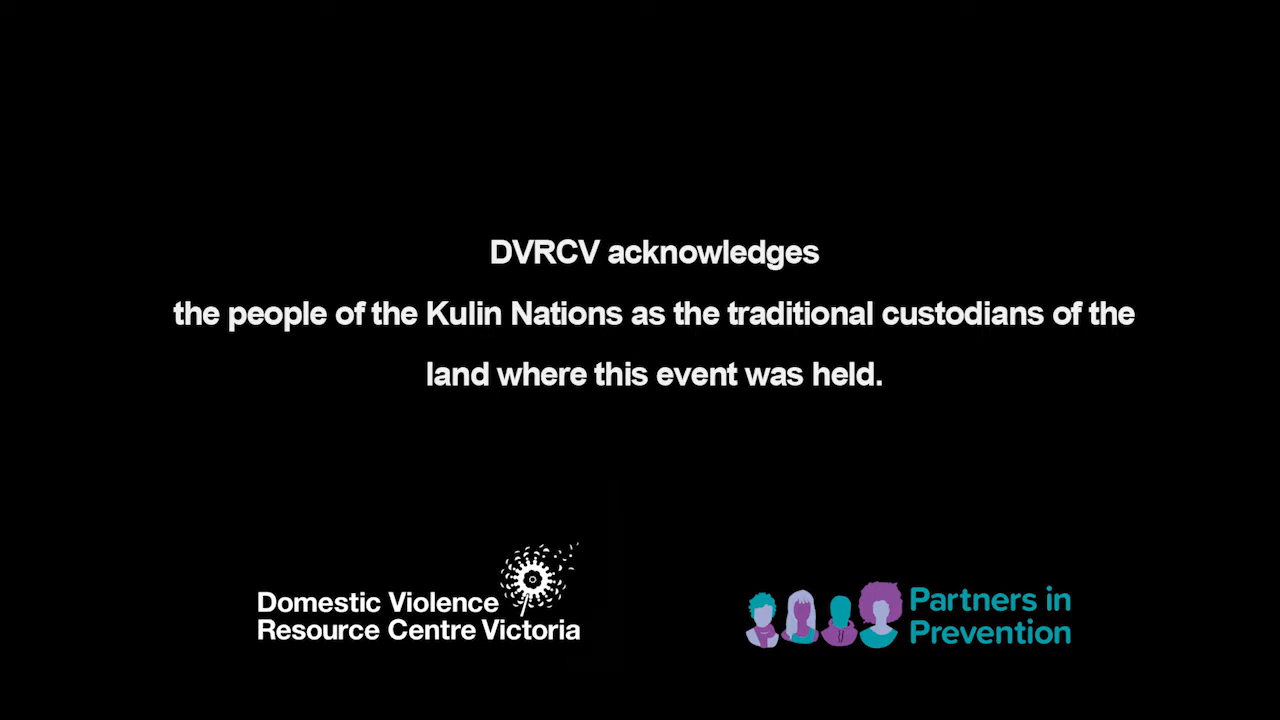 DVRCV acknowledges
the people of the Kulin Nations as the traditional custodians of the
land where this event was held.
Domestic Violence
Resource Centre Victoria
Partners in
Prevention